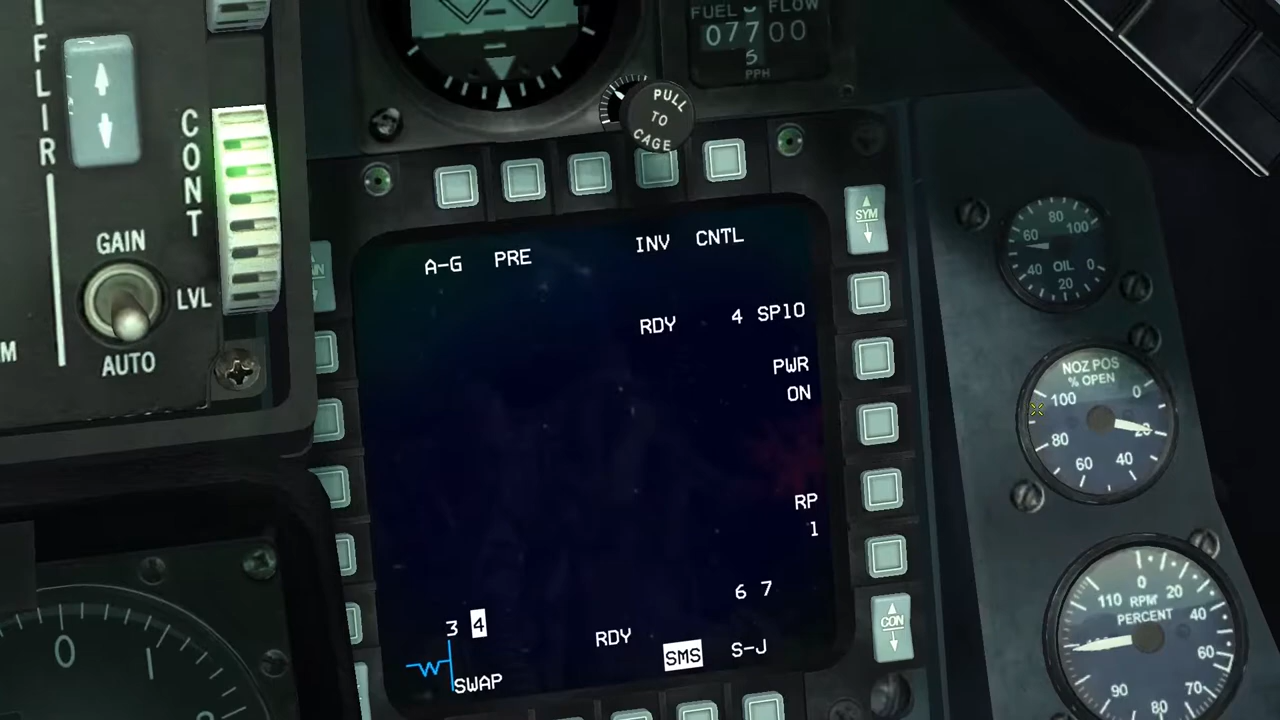 FUEL FLOW
07700
5
PPH
FLIR
CONT
GAIN
LVL
AUTO
M
PULL
TO
CAGE
SYM
A-G PRE INV CNTL
RDY 4 SP10
PWR
ON
RP
1
6 7
3 4
RDY
SMS S-J
SWAP
CON
80
60 100
40 OIL 0
20
NOZ POS
% OPEN
100 0
80 20
60 40
0
110 RPM 20
PERCENT 40
60
90 70
80
0 1